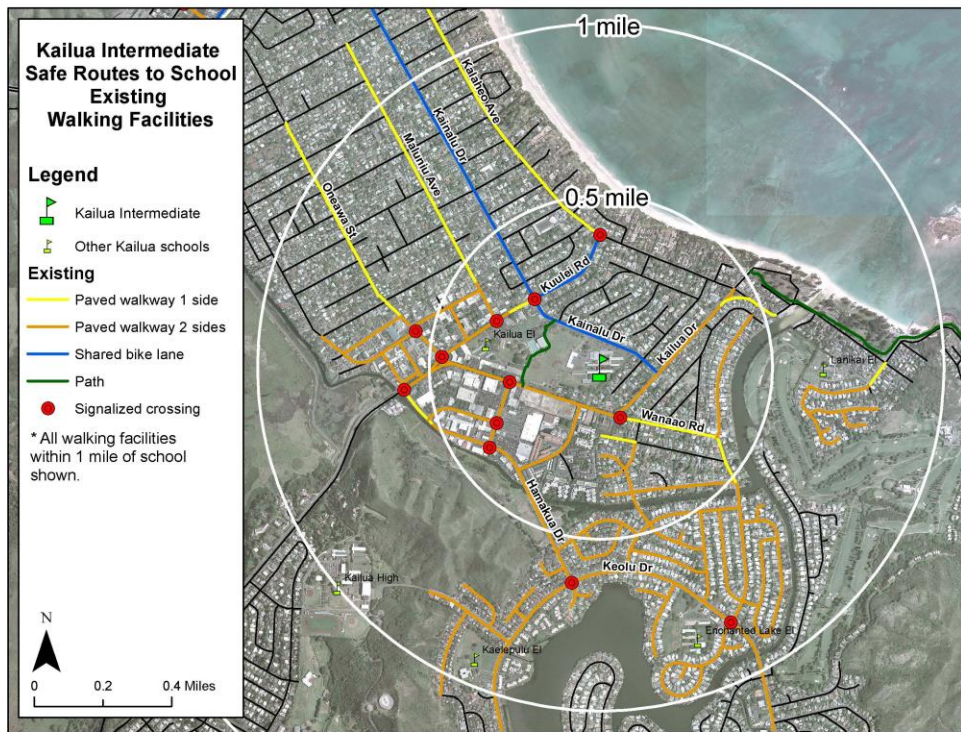 Kailua Intermediate
Safe Routes to School
Existing
Walking Facilities
Legend
Kailua Intermediate
Other Kailua schools
Existing
Paved walkway 1 side
Paved walkway 2 sides
Shared bike lane
Path
Signalized crossing
* All walking facilities
within 1 mile of school
shown.
N
0 0.2 0.4 Miles
1 mile
0.5 mile
Kalaheo Ave
Kainalu Dr
Maluniu Ave
Oneawa St
Kuulei Rd
Kainalu Dr
Kailua El
Kailua Dr
Lanikai El
Wanaao Rd
Hamakua Dr
Kailua High
Keolu Dr
Enchanted Lake El
Kaelepulu El